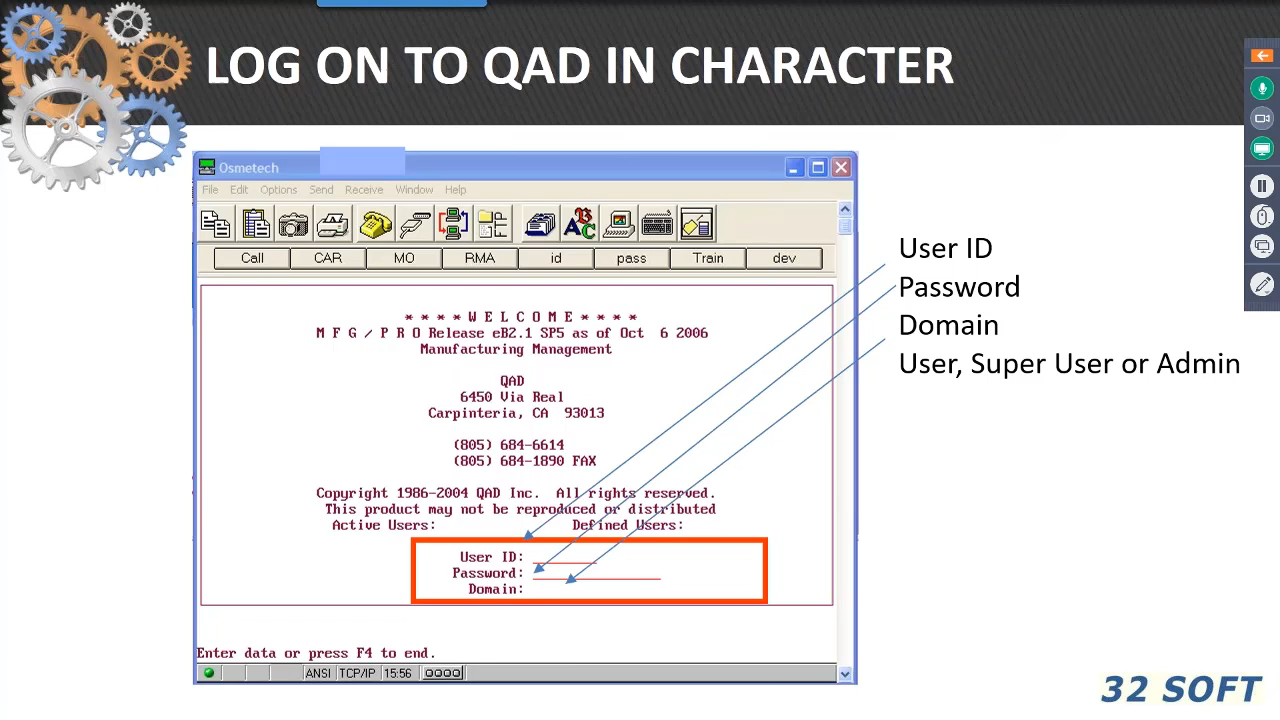 LOG ON TO QAD IN CHARACTER
Osmetech
File Edit Options Send Receive Window Help
Call CAR MO RMA id pass Train dev
* * * * W E L C O M E * * * *
M F G / P R O Release eB2.1 SP5 as of Oct 6 2006
Manufacturing Management
QAD
6450 Via Real
Carpinteria, CA 93013
(805) 684-6614
(805) 684-1890 FAX
Copyright 1986-2004 QAD Inc. All rights reserved.
This product may not be reproduced or distributed
Active Users: Defined Users:
User ID:
Password:
Domain:
Enter data or press F4 to end.
ANSI TCP/IP 15:56
User ID
Password
Domain
User, Super User or Admin
32 SOFT